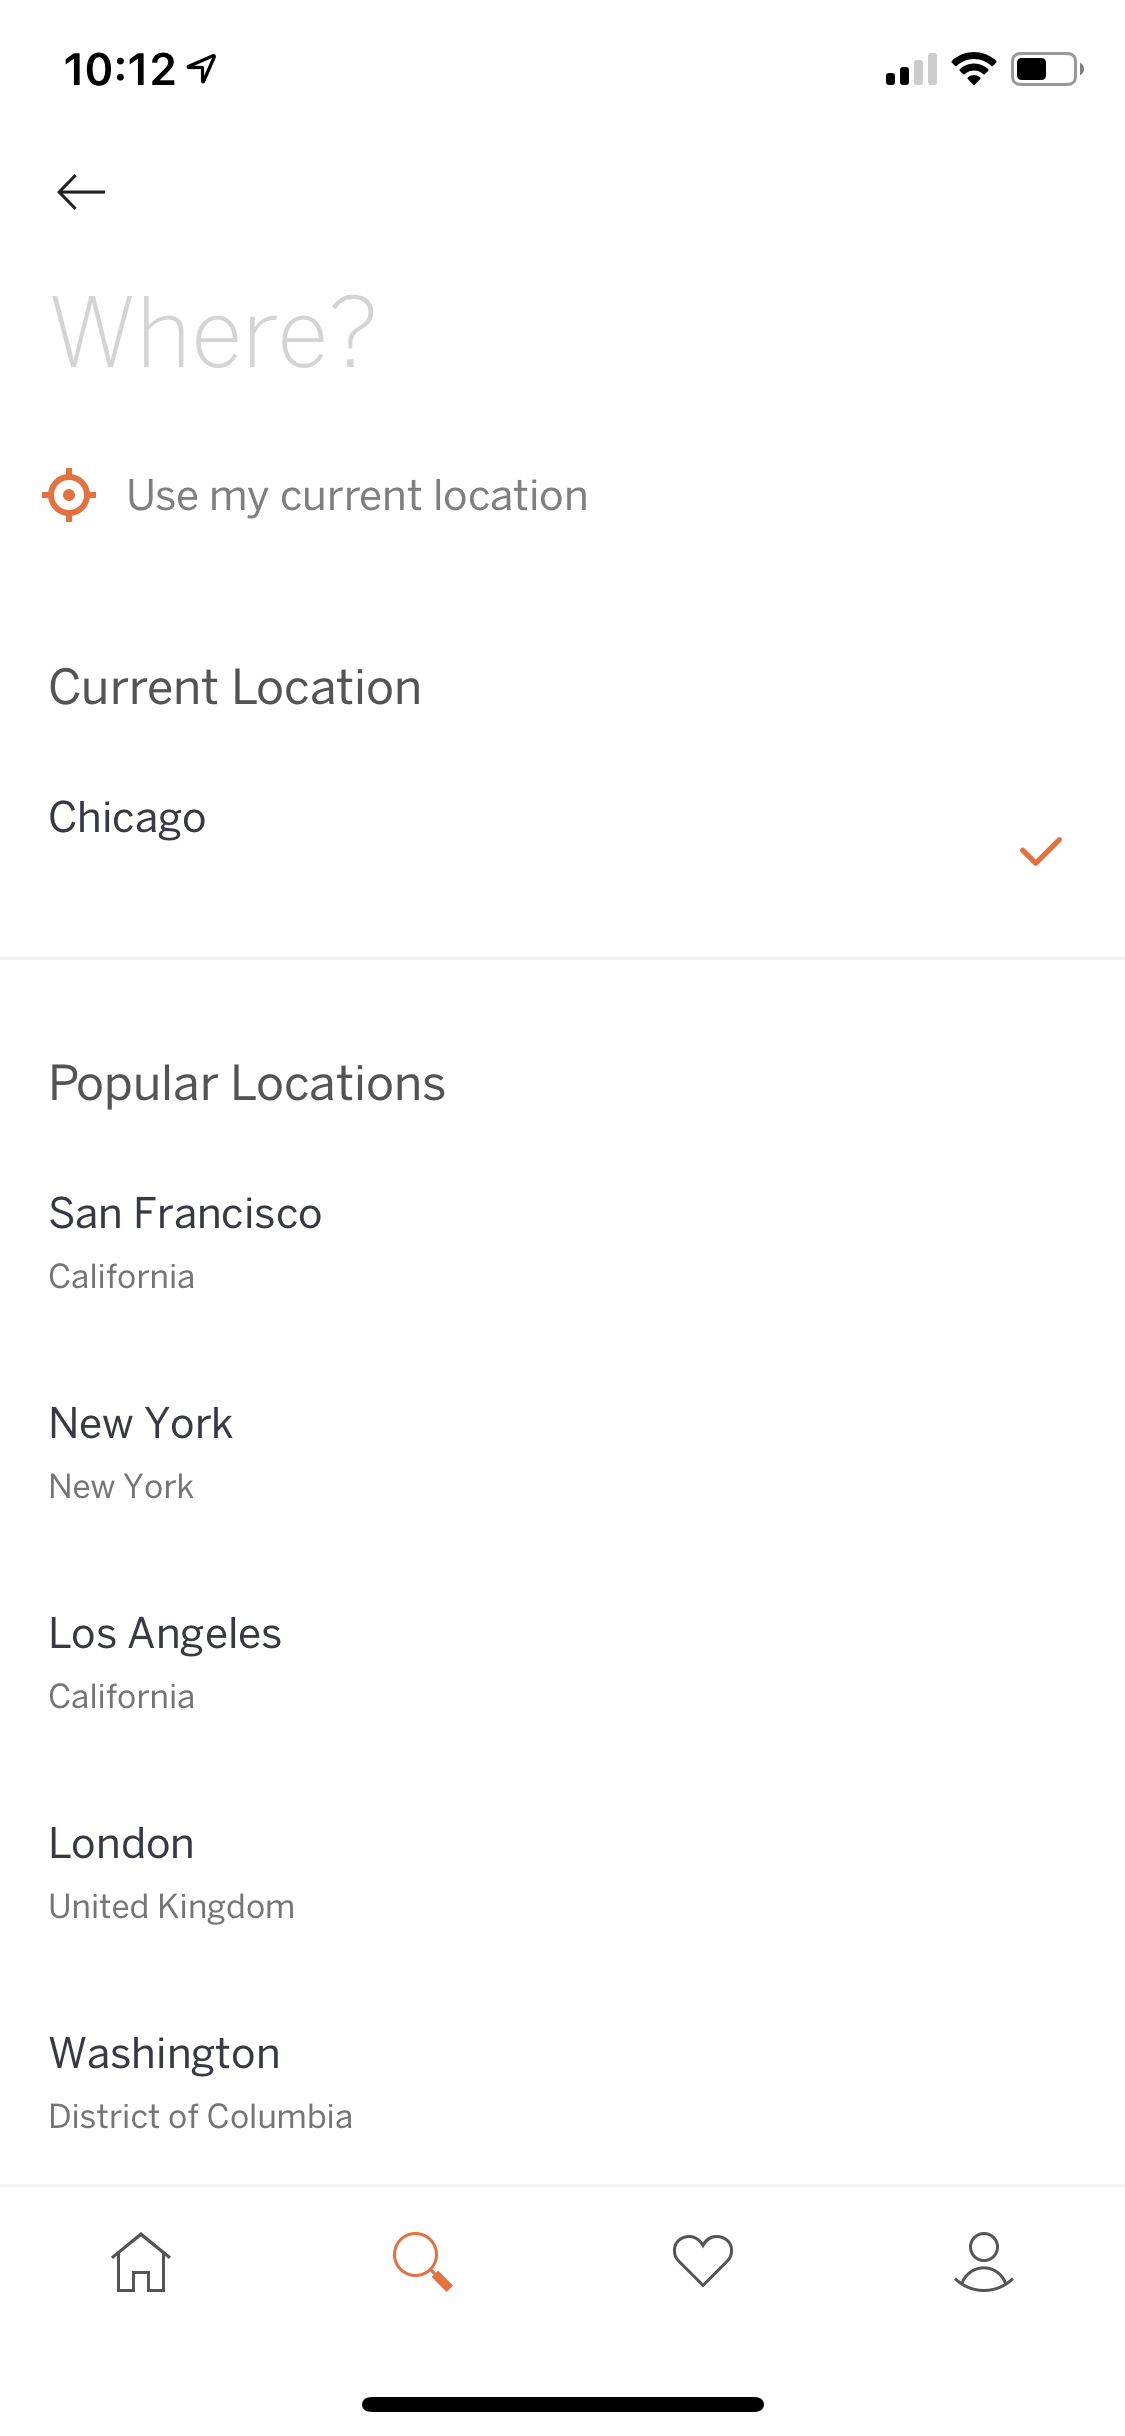 10:12
Where?
Use my current location
Current Location
Chicago
Popular Locations
San Francisco
California
New York
New York
Los Angeles
California
London
United Kingdom
Washington
District of Columbia